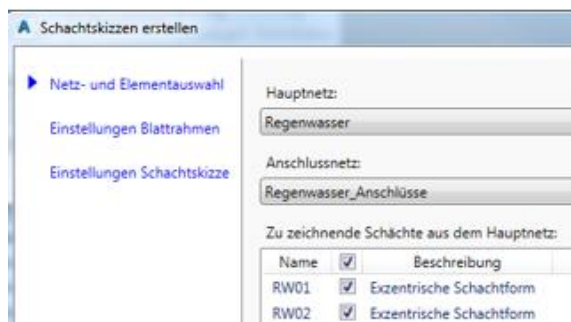 Schachtskizzen erstellen
Netz- und Elementauswahl
Einstellungen Blattrahmen
Einstellungen Schachtskizze
Hauptnetz:
Regenwasser
Anschlussnetz:
Regenwasser_Anschlüsse
Zu zeichnende Schächte aus dem Hauptnetz:
Name Beschreibung
RW01 Exzentrische Schachtform
RW02 Exzentrische Schachtform